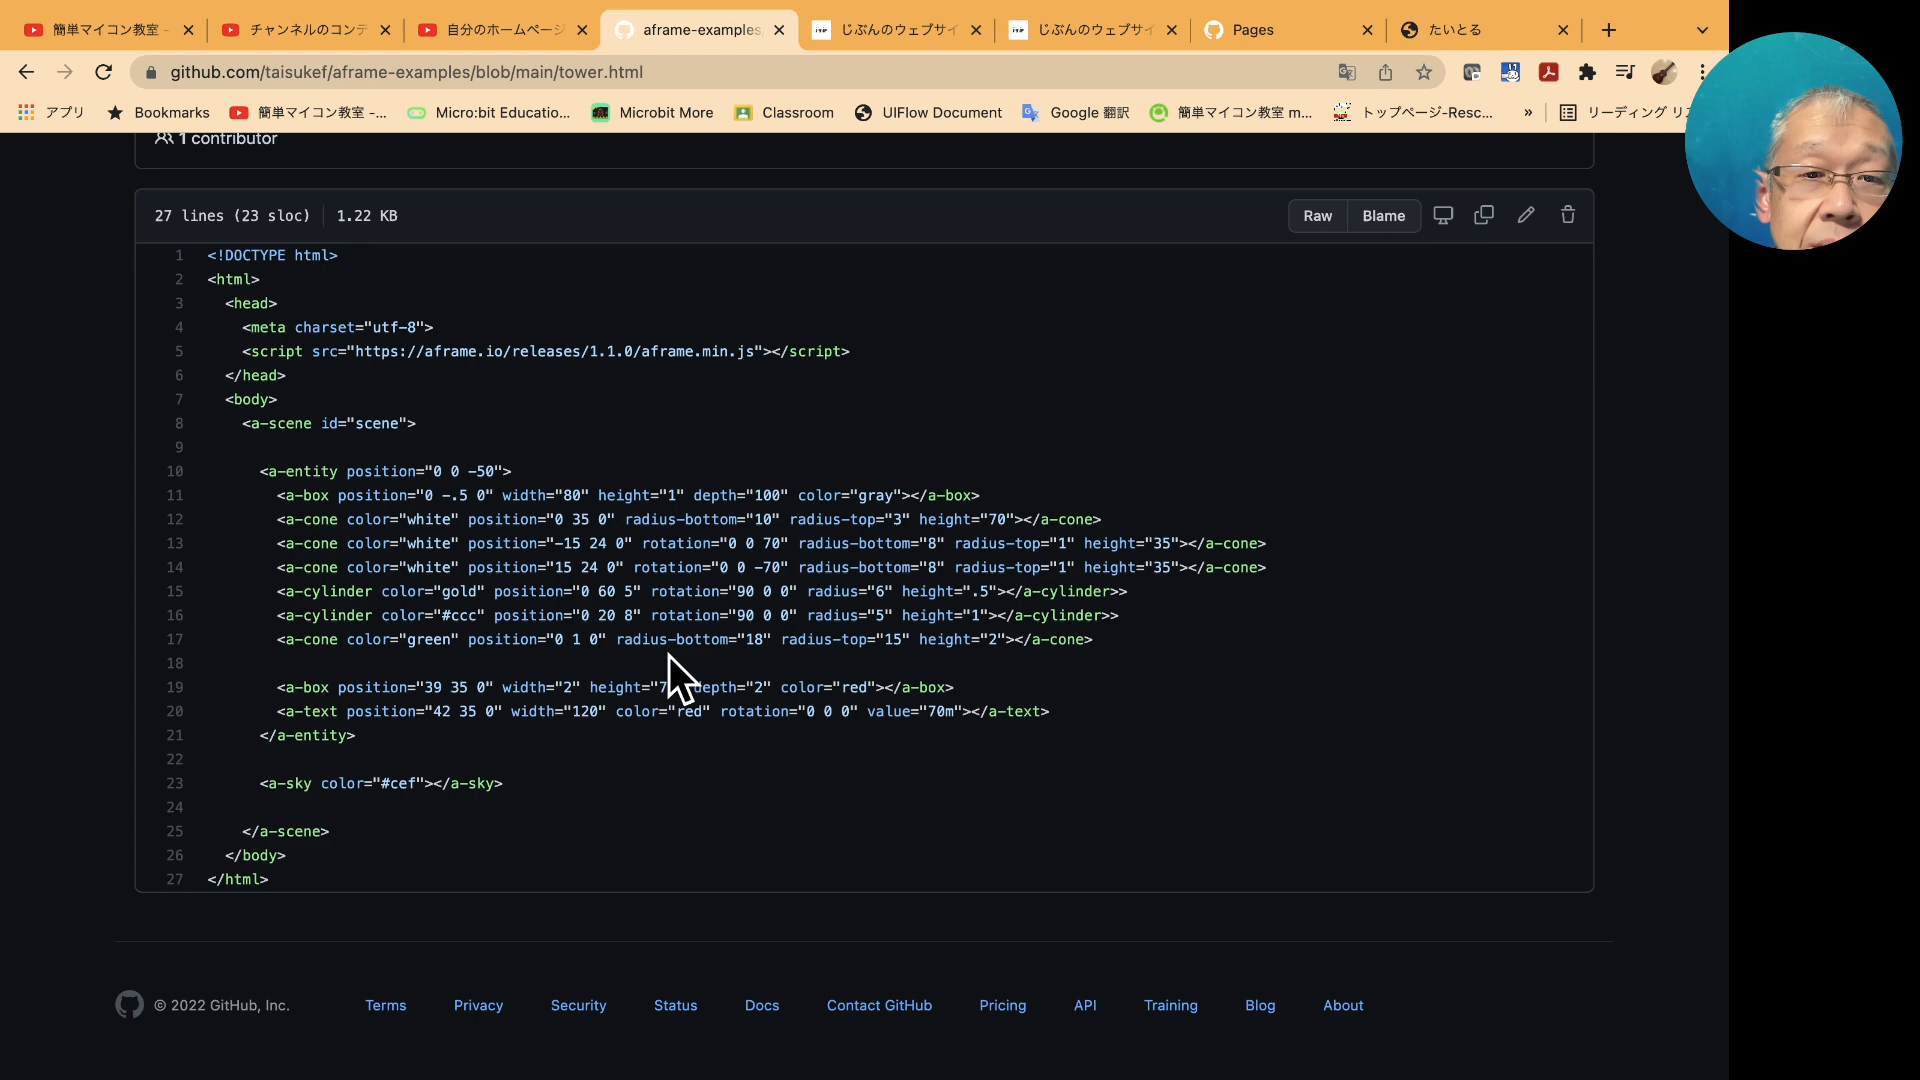 簡単マイコン教室 -
チャンネルのコンテ
自分のホームページ
aframe-examples,
じぶんのウェブサイ
じぶんのウェブサイ
Pages
たいとる
github.com/taisukef/aframe-examples/blob/main/tower.html
アプリ
Bookmarks
簡単マイコン教室 -...
Micro:bit Educatio...
Microbit More
Classroom
UIFlow Document
Google 翻訳
簡単マイコン教室 m...
トップページ-Resc...
»
リーディング リス
1 contributor
27 lines (23 sloc)
1.22 KB
Raw
Blame
1 <!DOCTYPE html>
2 <html>
3 <head>
4 <meta charset="utf-8">
5 <script src="https://aframe.io/releases/1.1.0/aframe.min.js"></script>
6 </head>
7 <body>
8 <a-scene id="scene">
9
10 <a-entity position="0 0 -50">
11 <a-box position="0 -.5 0" width="80" height="1" depth="100" color="gray"></a-box>
12 <a-cone color="white" position="0 35 0" radius-bottom="10" radius-top="3" height="70"></a-cone>
13 <a-cone color="white" position="-15 24 0" rotation="0 0 70" radius-bottom="8" radius-top="1" height="35"></a-cone>
14 <a-cone color="white" position="15 24 0" rotation="0 0 -70" radius-bottom="8" radius-top="1" height="35"></a-cone>
15 <a-cylinder color="gold" position="0 60 5" rotation="90 0 0" radius="6" height=".5"></a-cylinder>>
16 <a-cylinder color="#ccc" position="0 20 8" rotation="90 0 0" radius="5" height="1"></a-cylinder>>
17 <a-cone color="green" position="0 1 0" radius-bottom="18" radius-top="15" height="2"></a-cone>
18
19 <a-box position="39 35 0" width="2" height="7 depth="2" color="red"></a-box>
20 <a-text position="42 35 0" width="120" color="red" rotation="0 0 0" value="70m"></a-text>
21 </a-entity>
22
23 <a-sky color="#cef"></a-sky>
24
25 </a-scene>
26 </body>
27 </html>
© 2022 GitHub, Inc.
Terms
Privacy
Security
Status
Docs
Contact GitHub
Pricing
API
Training
Blog
About